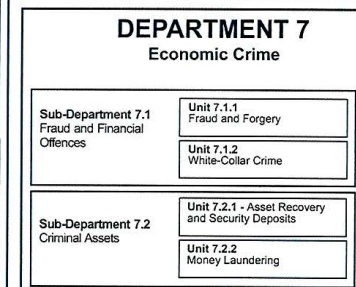 DEPARTMENT 7
Economic Crime
Sub-Department 7.1
Fraud and Financial
Offences
Unit 7.1.1
Fraud and Forgery
Unit 7.1.2
White-Collar Crime
Sub-Department 7.2
Criminal Assets
Unit 7.2.1 - Asset Recovery
and Security Deposits
Unit 7.2.2
Money Laundering